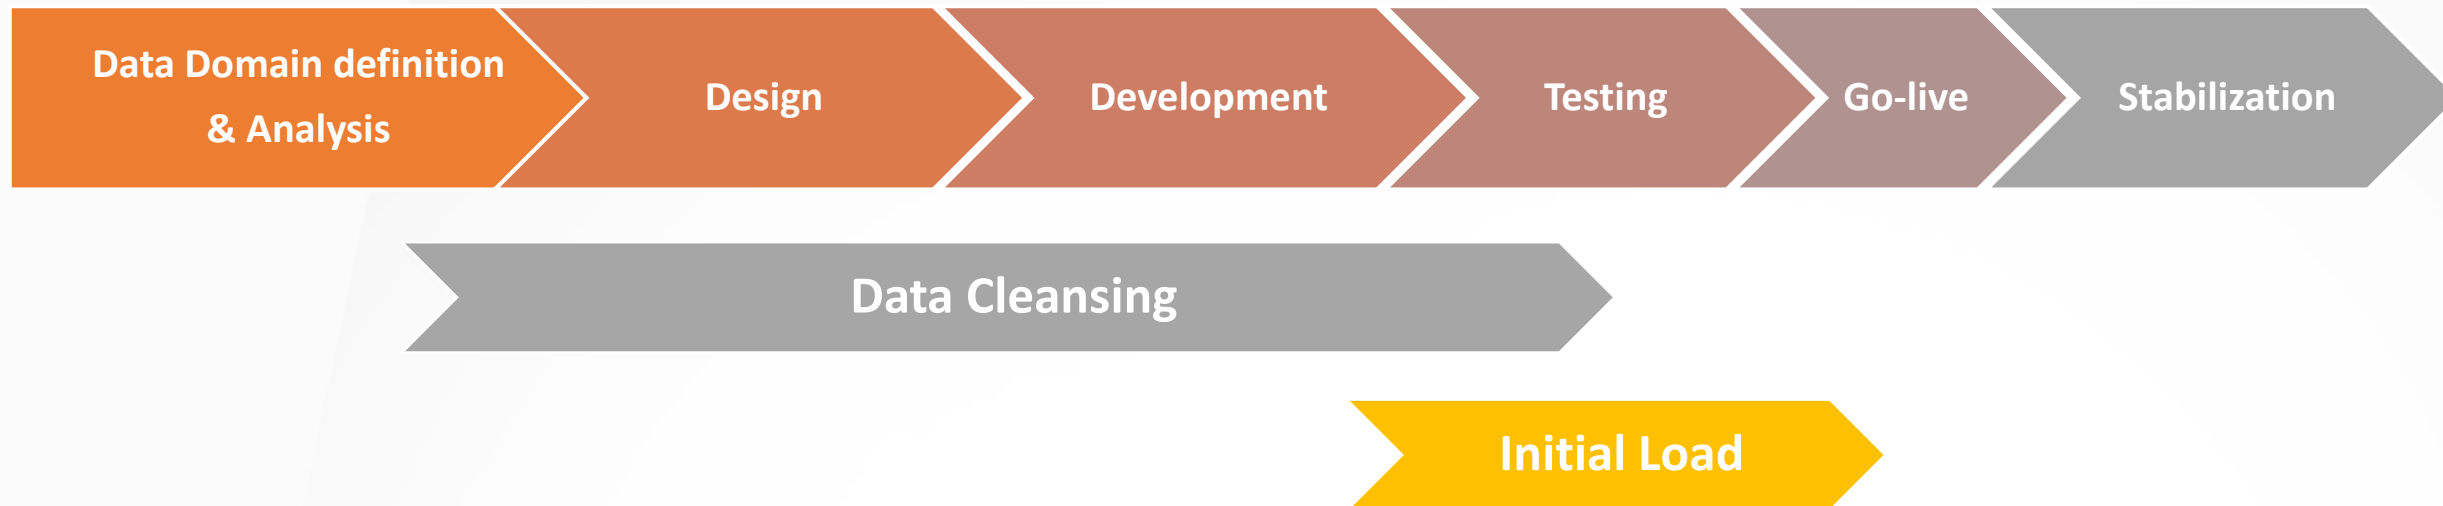 Data Domain definition
& Analysis
Design
Development
Testing
Go-live
Stabilization
Data Cleansing
Initial Load